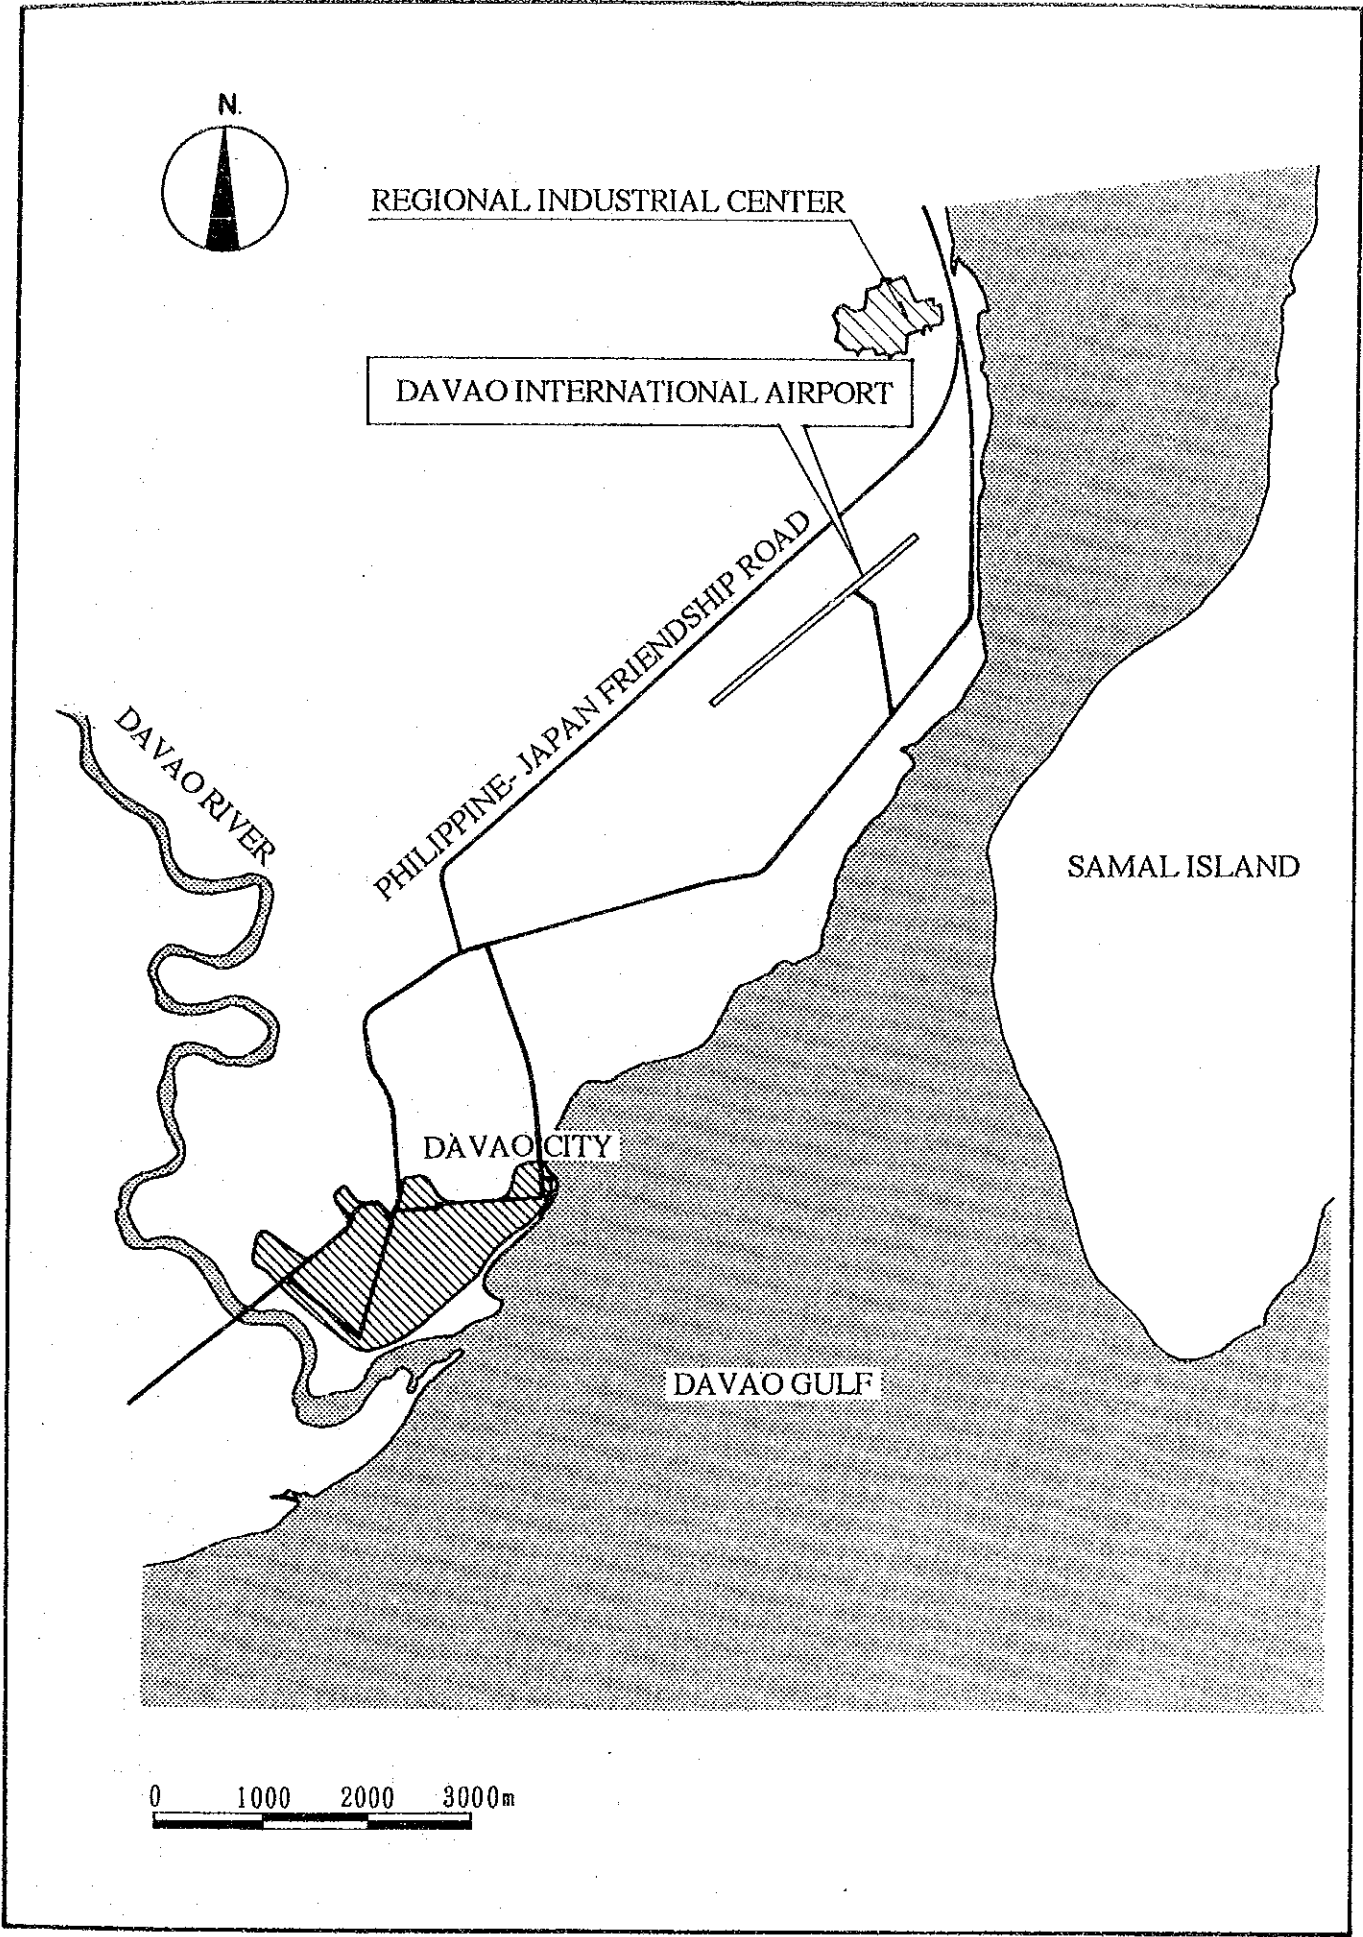 N.
REGIONAL INDUSTRIAL CENTER
DAVAO INTERNATIONAL AIRPORT
PHILIPPINE- JAPAN FRIENDSHIP ROAD
DAVAO RIVER
SAMAL ISLAND
DAVAO CITY
DAVAO GULF
0 1000 2000 3000m